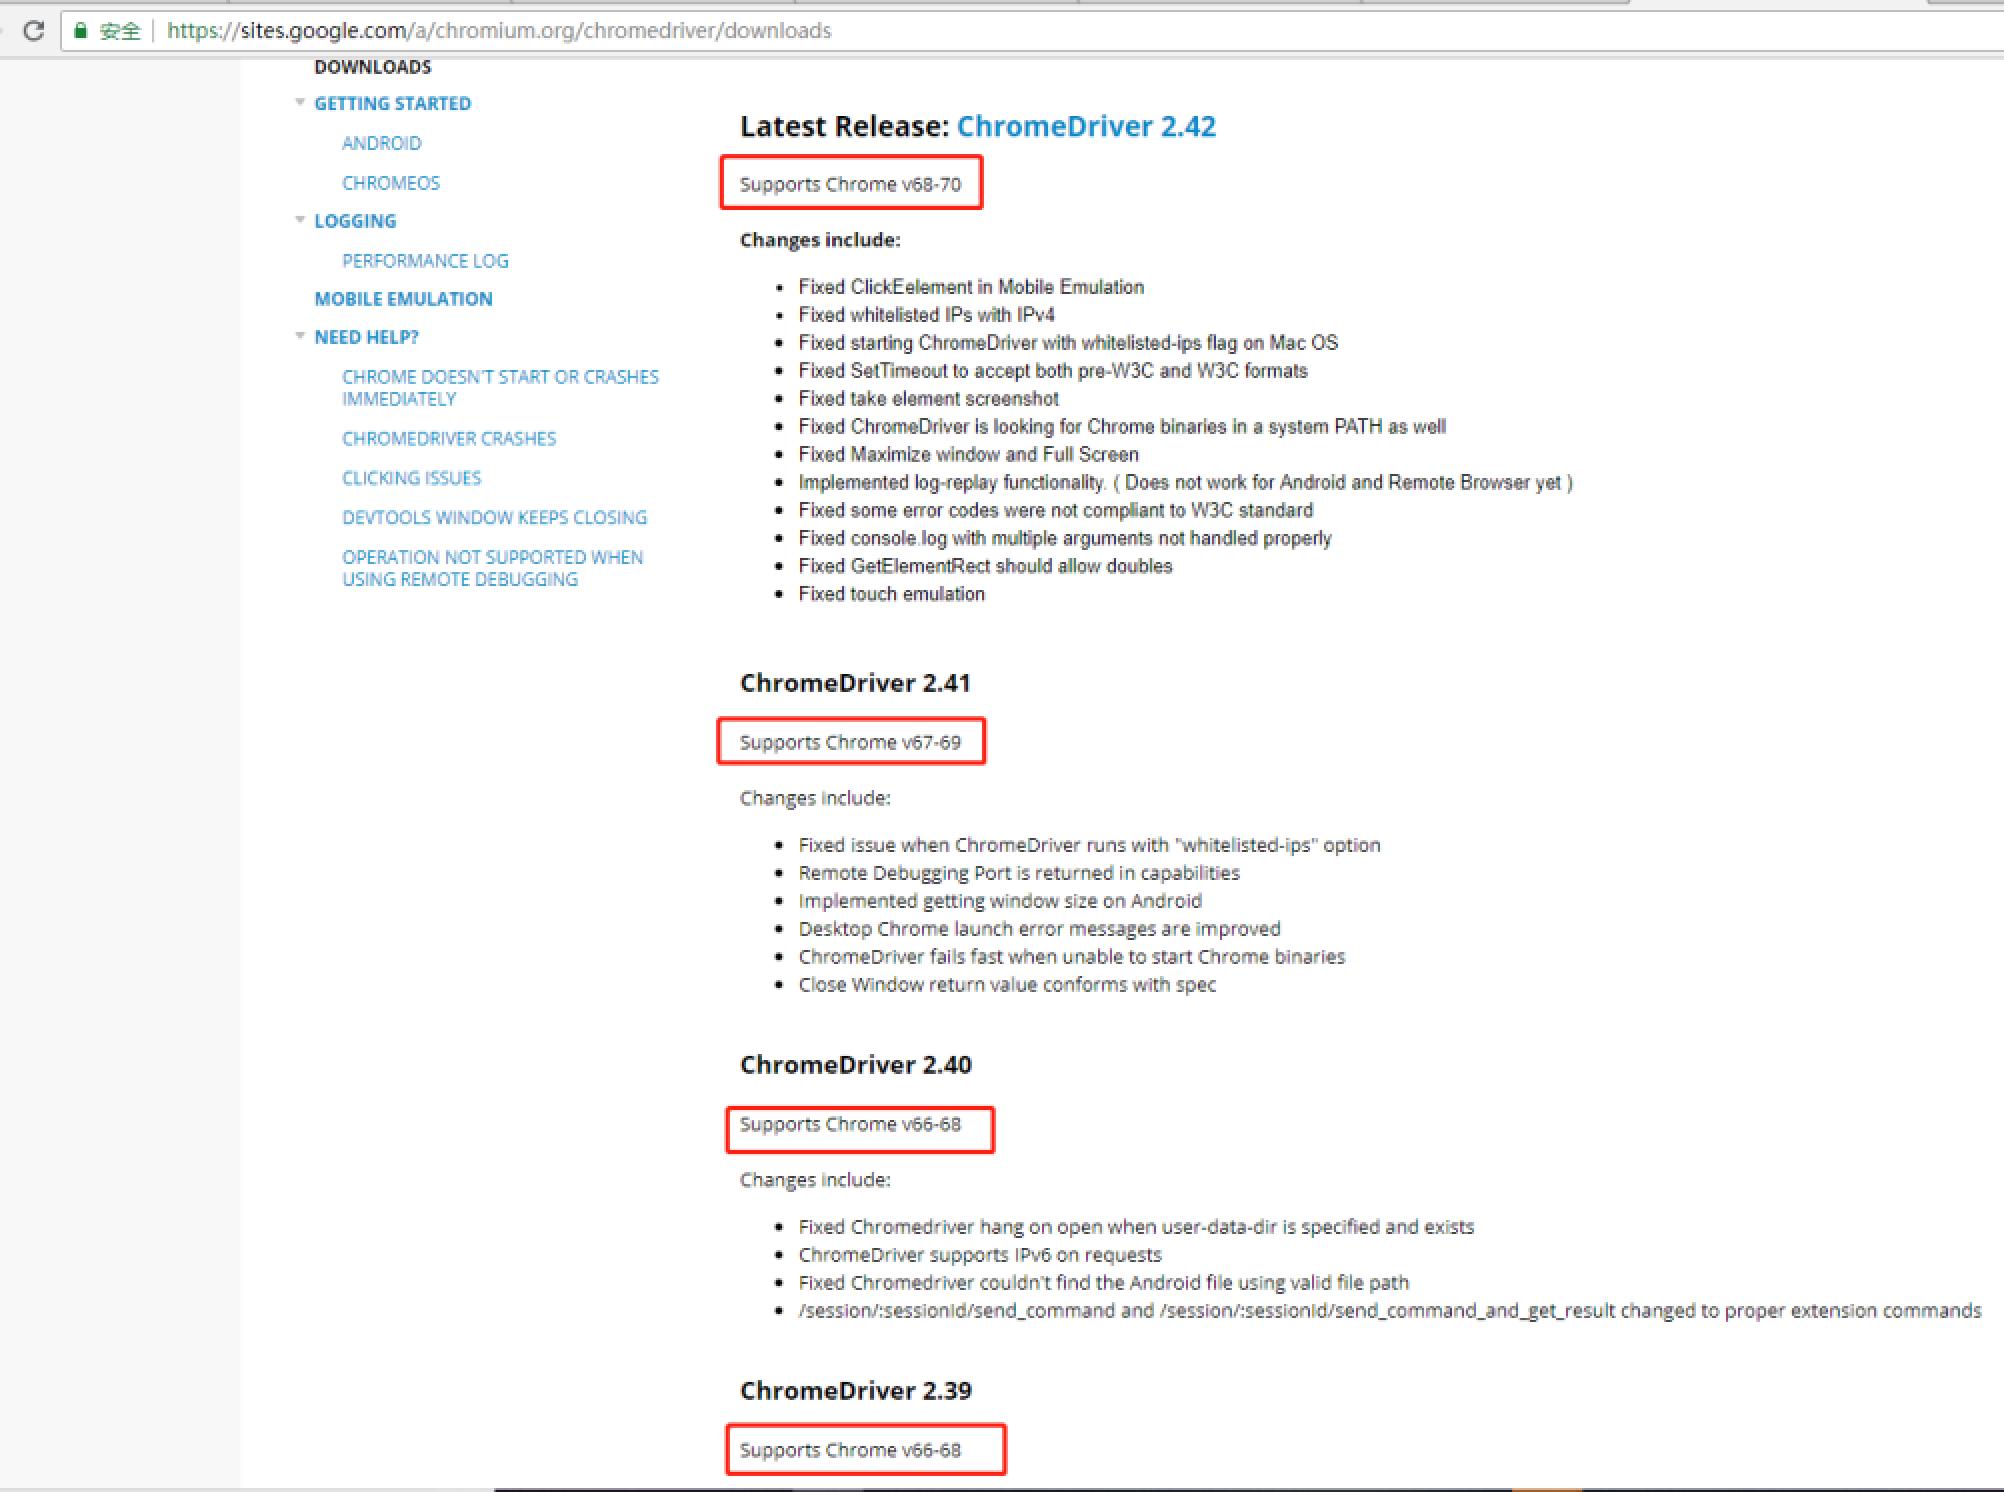 安全 https://sites.google.com/a/chromium.org/chromedriver/downloads
DOWNLOADS
GETTING STARTED
ANDROID
CHROMEOS
LOGGING
PERFORMANCE LOG
MOBILE EMULATION
NEED HELP?
CHROME DOESN'T START OR CRASHES
IMMEDIATELY
CHROMEDRIVER CRASHES
CLICKING ISSUES
DEVTOOLS WINDOW KEEPS CLOSING
OPERATION NOT SUPPORTED WHEN
USING REMOTE DEBUGGING
Latest Release: ChromeDriver 2.42
Supports Chrome v68-70
Changes include:
Fixed ClickEelement in Mobile Emulation
Fixed whitelisted IPs with IPv4
Fixed starting ChromeDriver with whitelisted-ips flag on Mac OS
Fixed SetTimeout to accept both pre-W3C and W3C formats
Fixed take element screenshot
Fixed ChromeDriver is looking for Chrome binaries in a system PATH as well
Fixed Maximize window and Full Screen
Implemented log-replay functionality. ( Does not work for Android and Remote Browser yet )
Fixed some error codes were not compliant to W3C standard
Fixed console.log with multiple arguments not handled properly
Fixed GetElementRect should allow doubles
Fixed touch emulation
ChromeDriver 2.41
Supports Chrome v67-69
Changes include:
Fixed issue when ChromeDriver runs with "whitelisted-ips" option
Remote Debugging Port is returned in capabilities
Implemented getting window size on Android
Desktop Chrome launch error messages are improved
ChromeDriver fails fast when unable to start Chrome binaries
Close Window return value conforms with spec
ChromeDriver 2.40
Supports Chrome v66-68
Changes include:
Fixed Chromedriver hang on open when user-data-dir is specified and exists
ChromeDriver supports IPv6 on requests
Fixed Chromedriver couldn't find the Android file using valid file path
/session/:sessionId/send_command and /session/:sessionId/send_command_and_get_result changed to proper extension commands
ChromeDriver 2.39
Supports Chrome v66-68